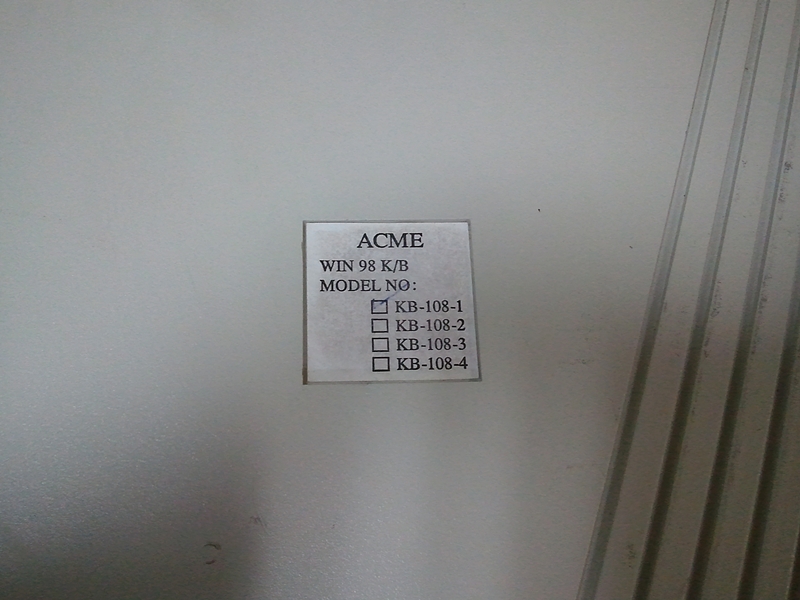 ACME
WIN 98 K/B
MODEL NO:
☑ KB-108-1
☐ KB-108-2
☐ KB-108-3
☐ KB-108-4